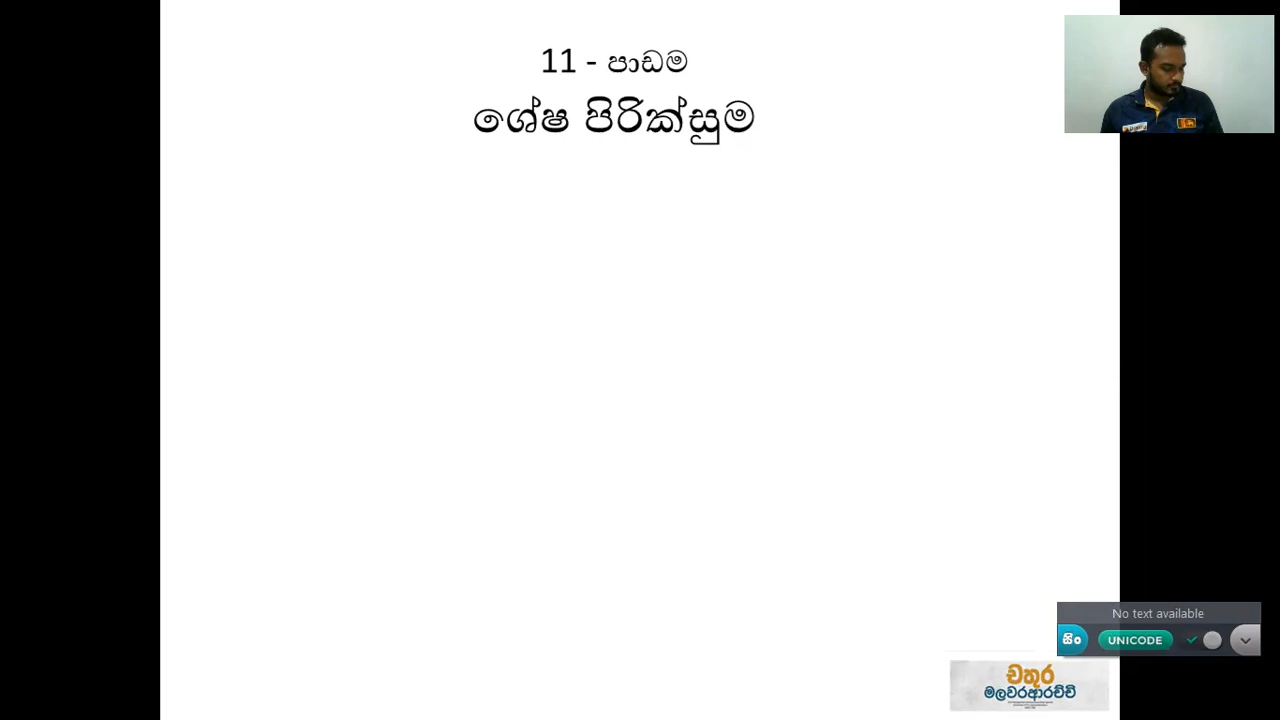 11 - පාඩම
ශේෂ පිරික්සුම
No text available
සිං
UNICODE
චතුර
මලවරආරච්චි